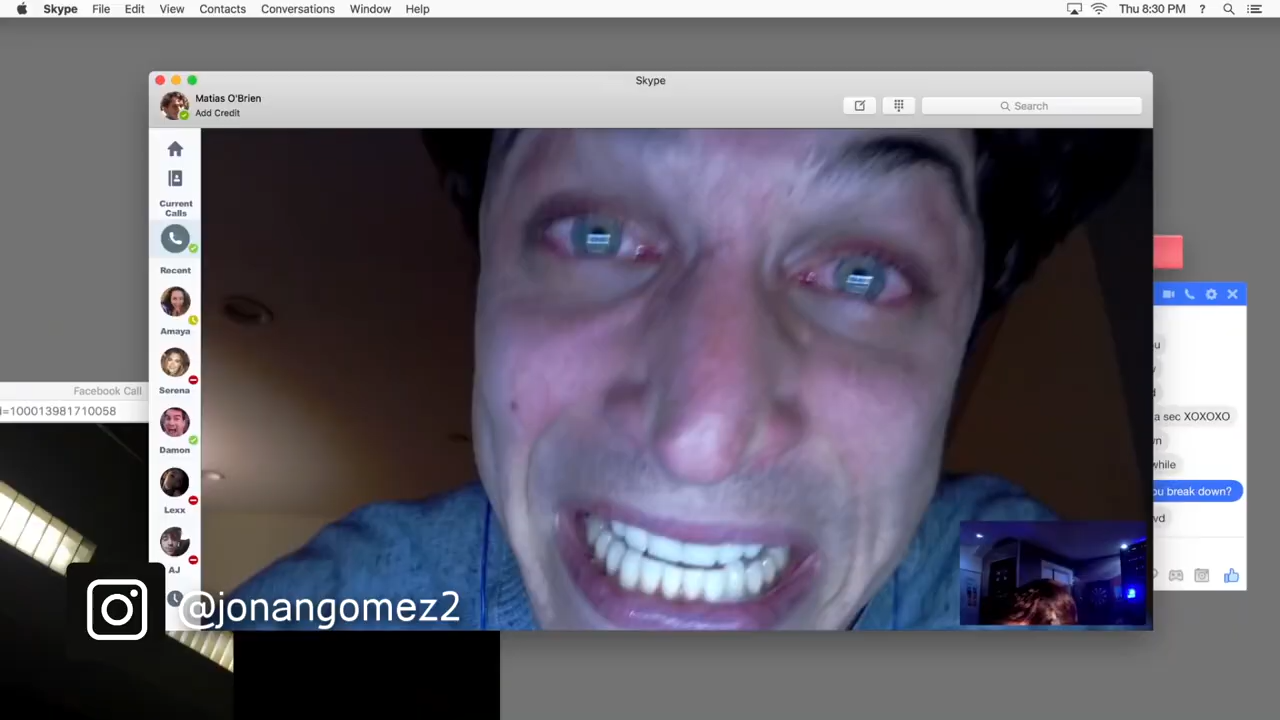 Skype File Edit View Contacts Conversations Window Help Thu 8:30 PM ?
Skype
Matias O'Brien
Add Credit
Search
Current
Calls
Recent
Amaya
Serena
Damon
Lexx
AJ
Facebook Call
d=100013981710058
a sec XOXOXO
while
ou break down?
@jonangomez2